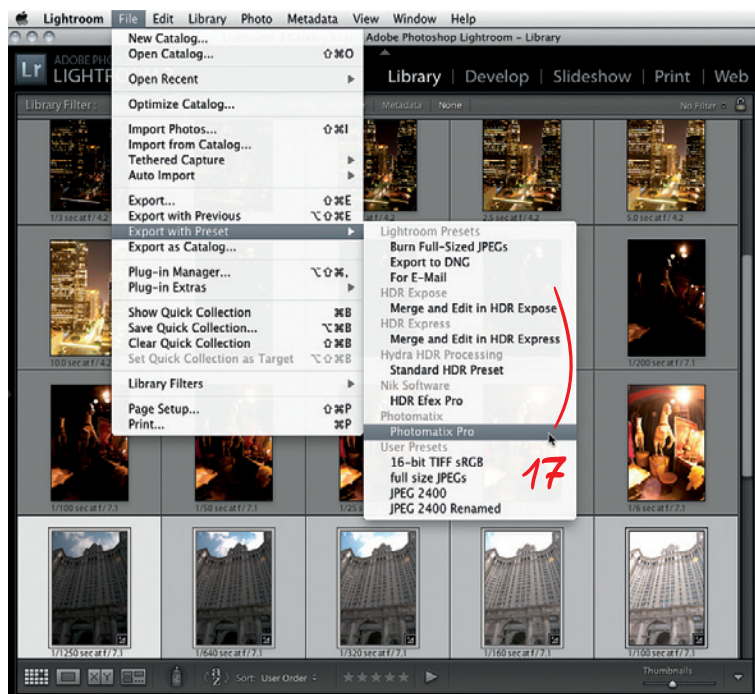 Lightroom File Edit Library Photo Metadata View Window Help
Adobe Photoshop Lightroom – Library
Lr ADOBE PH
LIGHTR
Library | Develop | Slideshow | Print | Web
Library Filter :
Metadata | None
No Filter
New Catalog...
Open Catalog... ⇧⌘O
Open Recent ▶
Optimize Catalog...
Import Photos... ⇧⌘I
Import from Catalog...
Tethered Capture ▶
Auto Import ▶
Export... ⇧⌘E
Export with Previous ⌥⇧⌘E
Export with Preset ▶
Export as Catalog...
Plug-in Manager... ⌥⇧⌘,
Plug-in Extras ▶
Show Quick Collection ⌘B
Save Quick Collection... ⌥⌘B
Clear Quick Collection ⇧⌘B
Set Quick Collection as Target ⌥⇧⌘B
Library Filters ▶
Page Setup... ⇧⌘P
Print... ⌘P
Lightroom Presets
Burn Full-Sized JPEGs
Export to DNG
For E-Mail
HDR Expose
Merge and Edit in HDR Expose
HDR Express
Merge and Edit in HDR Express
Hydra HDR Processing
Standard HDR Preset
Nik Software
HDR Efex Pro
Photomatix
Photomatix Pro
User Presets
16-bit TIFF sRGB
full size JPEGs
JPEG 2400
JPEG 2400 Renamed
17
1/3 sec at f/ 4.2
at f/ 4.2
2.5 sec at f/ 4.2
5.0 sec at f/ 4.2
10.0 sec at f/ 4.2
1/200 sec at f/ 7.1
1/100 sec at f/ 7.1
1/50 sec at f/ 7.1
1/25 s
1/6 sec at f/ 7.1
1/1250 sec at f/ 7.1
1/640 sec at f/ 7.1
1/320 sec at f/ 7.1
1/160 sec at f/ 7.1
1/100 sec at f/ 7.1
XY
Sort: User Order
Thumbnails